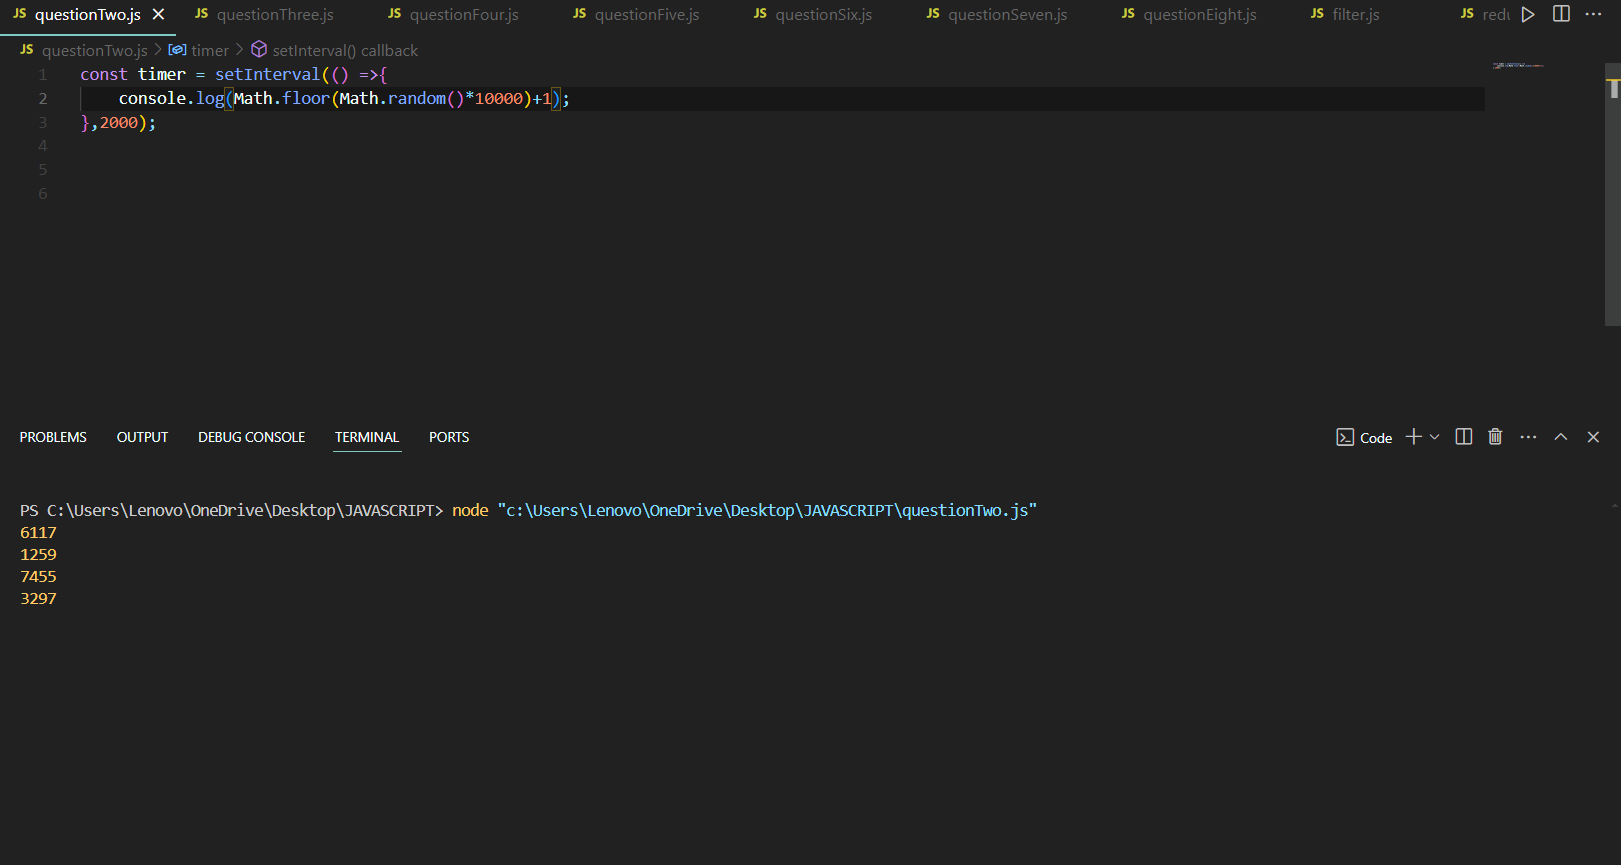 JS questionTwo.js JS questionThree.js JS questionFour.js JS questionFive.js JS questionSix.js JS questionSeven.js JS questionEight.js JS filter.js JS redu
JS questionTwo.js > timer > setInterval() callback
1 const timer = setInterval(() =>{
2 console.log(Math.floor(Math.random()*10000)+1);
3 },2000);
4
5
6
PROBLEMS OUTPUT DEBUG CONSOLE TERMINAL PORTS Code
PS C:\Users\Lenovo\OneDrive\Desktop\JAVASCRIPT> node "c:\Users\Lenovo\OneDrive\Desktop\JAVASCRIPT\questionTwo.js"
6117
1259
7455
3297